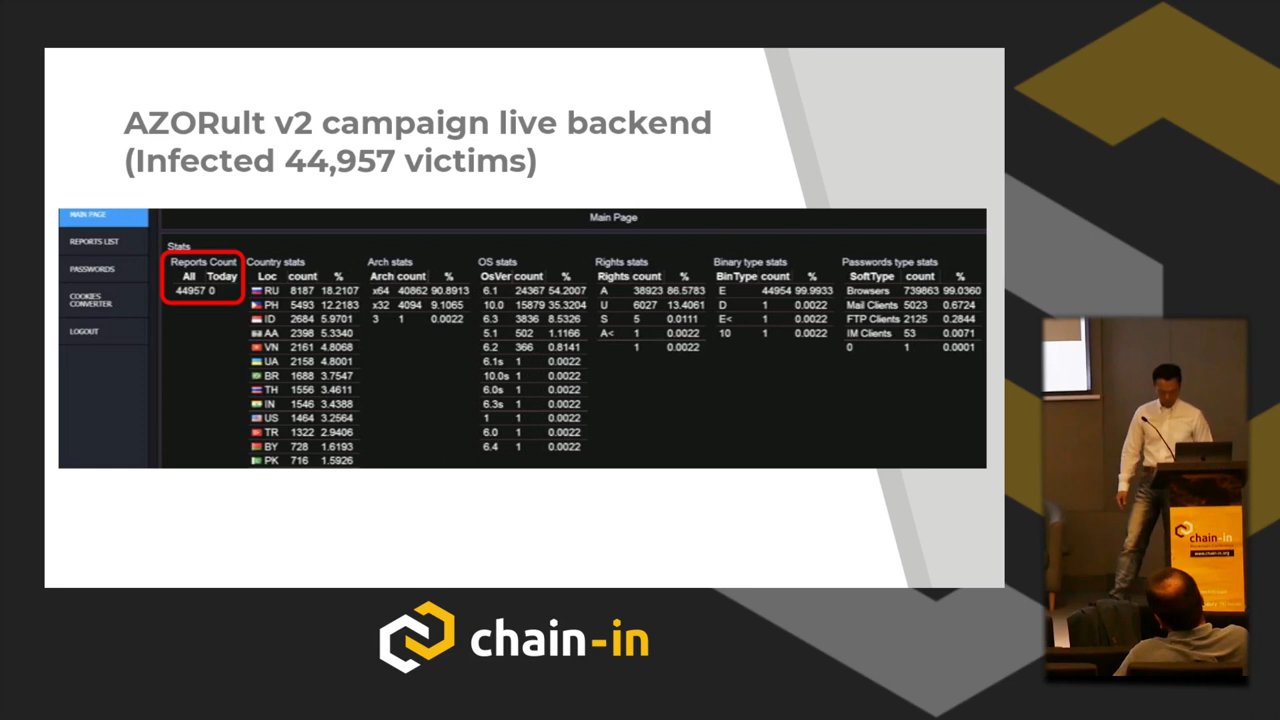 AZORult v2 campaign live backend
(Infected 44,957 victims)
MAIN PAGE
REPORTS LIST
PASSWORDS
COOKIES
CONVERTER
LOGOUT
Main Page
Stats
Reports Count
All Today
44957 0
Country stats
Loc count %
RU 8187 18.2107
PH 5493 12.2183
ID 2684 5.9701
AA 2398 5.3340
VN 2161 4.8068
UA 2158 4.8001
BR 1688 3.7547
TH 1556 3.4611
IN 1546 3.4388
US 1464 3.2564
TR 1322 2.9406
BY 728 1.6193
PK 716 1.5926
Arch stats
Arch count %
x64 40862 90.8913
x32 4094 9.1065
3 1 0.0022
OS stats
OsVer count %
6.1 24367 54.2007
10.0 15879 35.3204
6.3 3836 8.5326
5.1 502 1.1166
6.2 366 0.8141
6.1s 1 0.0022
10.0s 1 0.0022
6.0s 1 0.0022
6.3s 1 0.0022
1 1 0.0022
6.0 1 0.0022
6.4 1 0.0022
Rights stats
Rights count %
A 38923 86.5783
U 6027 13.4061
S 5 0.0111
A< 1 0.0022
1 0.0022
Binary type stats
BinType count %
E 44954 99.9933
D 1 0.0022
E< 1 0.0022
10 1 0.0022
Passwords type stats
SoftType count %
Browsers 739863 99.0360
Mail Clients 5023 0.6724
FTP Clients 2125 0.2844
IM Clients 53 0.0071
0 1 0.0001
chain-in
www.chain-in.org
chain-in